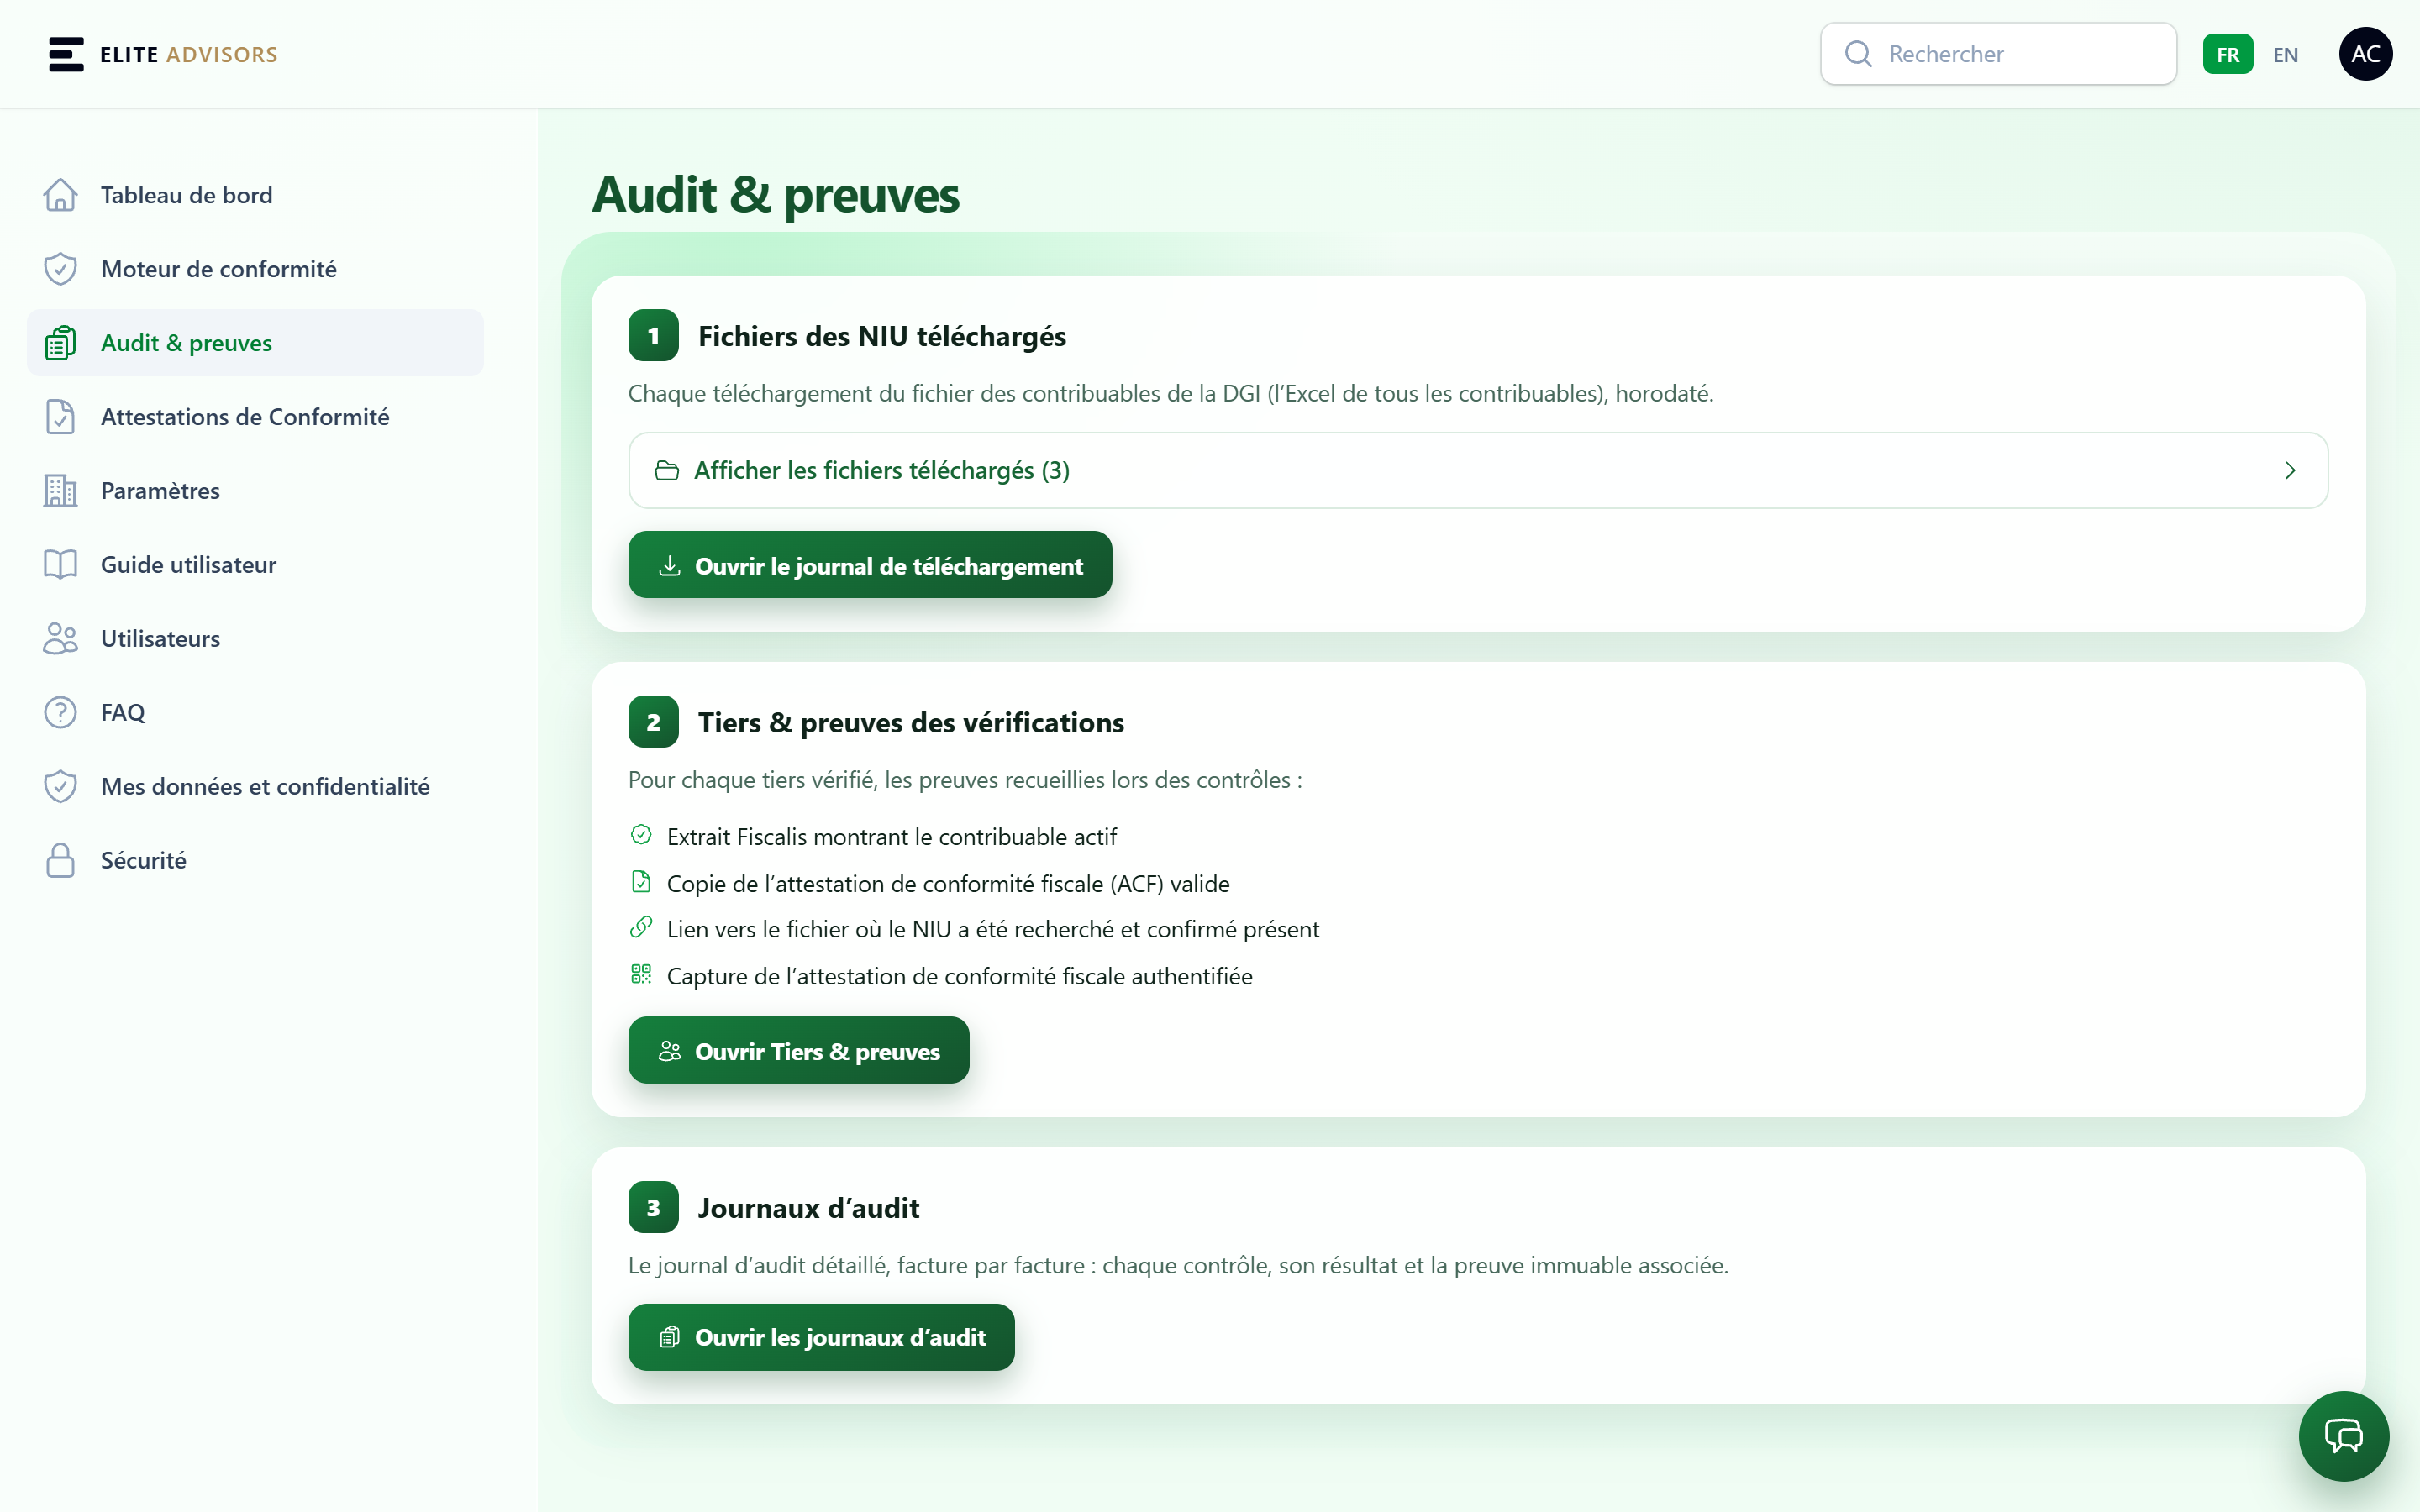 ELITE ADVISORS
Rechercher
FR
EN
AC
Tableau de bord
Moteur de conformité
Audit & preuves
Attestations de Conformité
Paramètres
Guide utilisateur
Utilisateurs
FAQ
Mes données et confidentialité
Sécurité
Audit & preuves
1 Fichiers des NIU téléchargés
Chaque téléchargement du fichier des contribuables de la DGI (l’Excel de tous les contribuables), horodaté.
Afficher les fichiers téléchargés (3)
Ouvrir le journal de téléchargement
2 Tiers & preuves des vérifications
Pour chaque tiers vérifié, les preuves recueillies lors des contrôles :
Extrait Fiscalis montrant le contribuable actif
Copie de l’attestation de conformité fiscale (ACF) valide
Lien vers le fichier où le NIU a été recherché et confirmé présent
Capture de l’attestation de conformité fiscale authentifiée
Ouvrir Tiers & preuves
3 Journaux d’audit
Le journal d’audit détaillé, facture par facture : chaque contrôle, son résultat et la preuve immuable associée.
Ouvrir les journaux d’audit